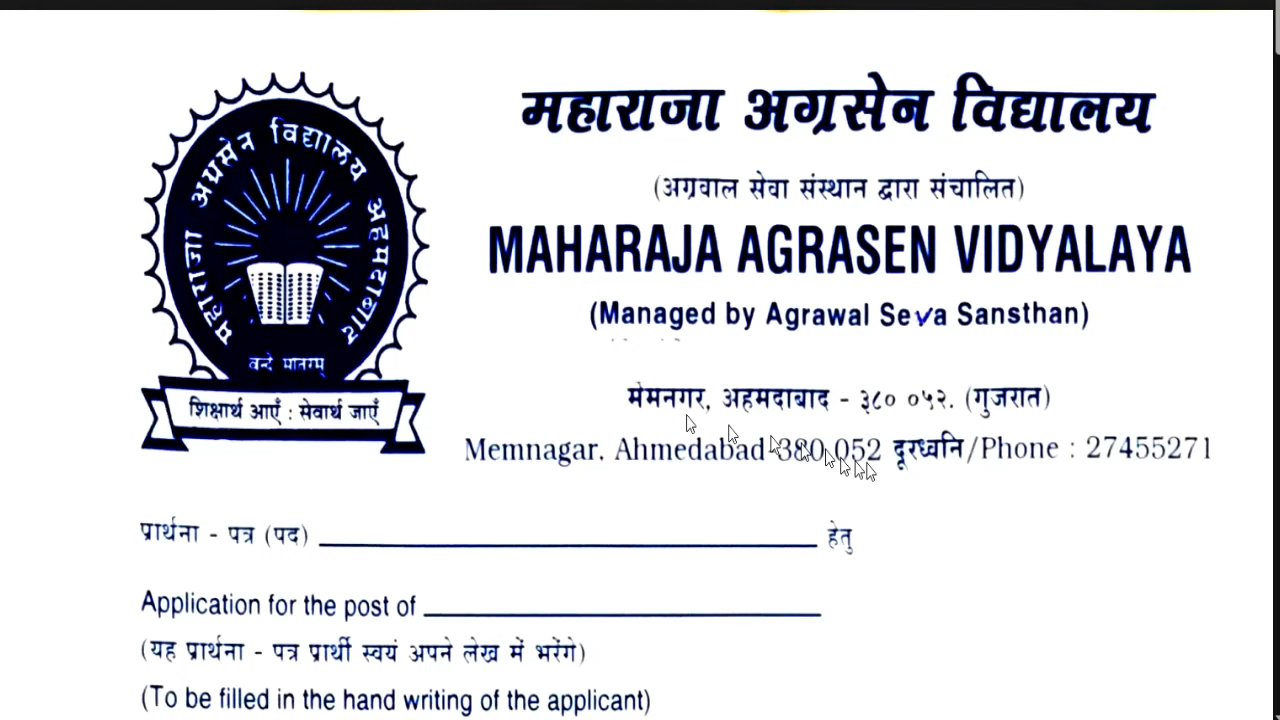 महाराजा अग्रसेन विद्यालय अहमदाबाद
वन्दे मातरम्
शिक्षार्थ आएँ : सेवार्थ जाएँ
महाराजा अग्रसेन विद्यालय
(अग्रवाल सेवा संस्थान द्वारा संचालित)
MAHARAJA AGRASEN VIDYALAYA
(Managed by Agrawal Seva Sansthan)
मेमनगर, अहमदाबाद - ३८० ०५२. (गुजरात)
Memnagar, Ahmedabad-380 052 दूरध्वनि/Phone : 27455271
प्रार्थना - पत्र (पद) ____________ हेतु
Application for the post of ____________
(यह प्रार्थना - पत्र प्रार्थी स्वयं अपने लेख में भरेंगे)
(To be filled in the hand writing of the applicant)